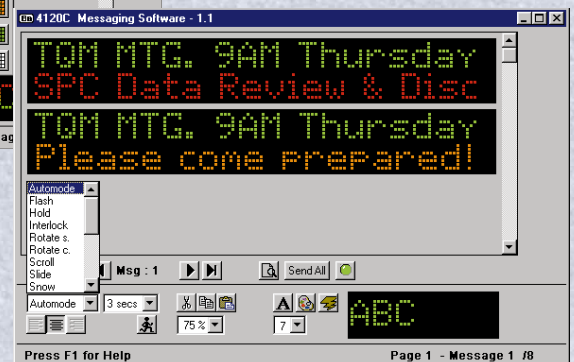 4120C Messaging Software - 1.1
TQM MTG. 9AM Thursday
SPC Data Review & Disc
TQM MTG. 9AM Thursday
Please come prepared!
Automode
Flash
Hold
Interlock
Rotate s.
Rotate c.
Scroll
Slide
Snow
Msg : 1
Send All
Automode
3 secs
75 %
A
7
ABC
Press F1 for Help
Page 1 - Message 1 /8